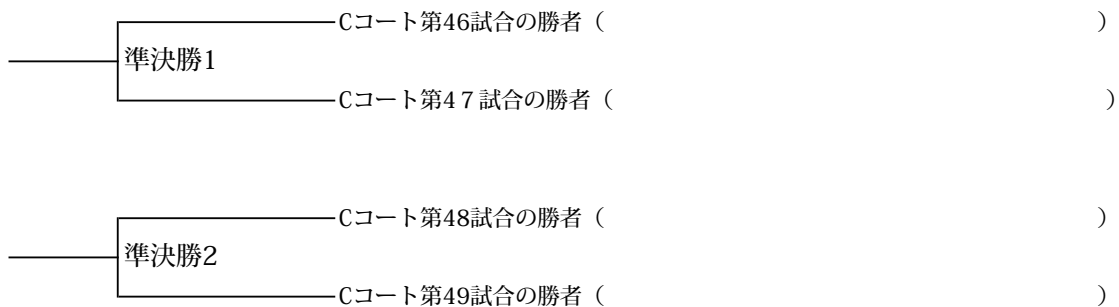 Cコート第46試合の勝者（　　　　　　　　　　　　　　　）
準決勝1
Cコート第4７試合の勝者（　　　　　　　　　　　　　　　）
Cコート第48試合の勝者（　　　　　　　　　　　　　　　）
準決勝2
Cコート第49試合の勝者（　　　　　　　　　　　　　　　）